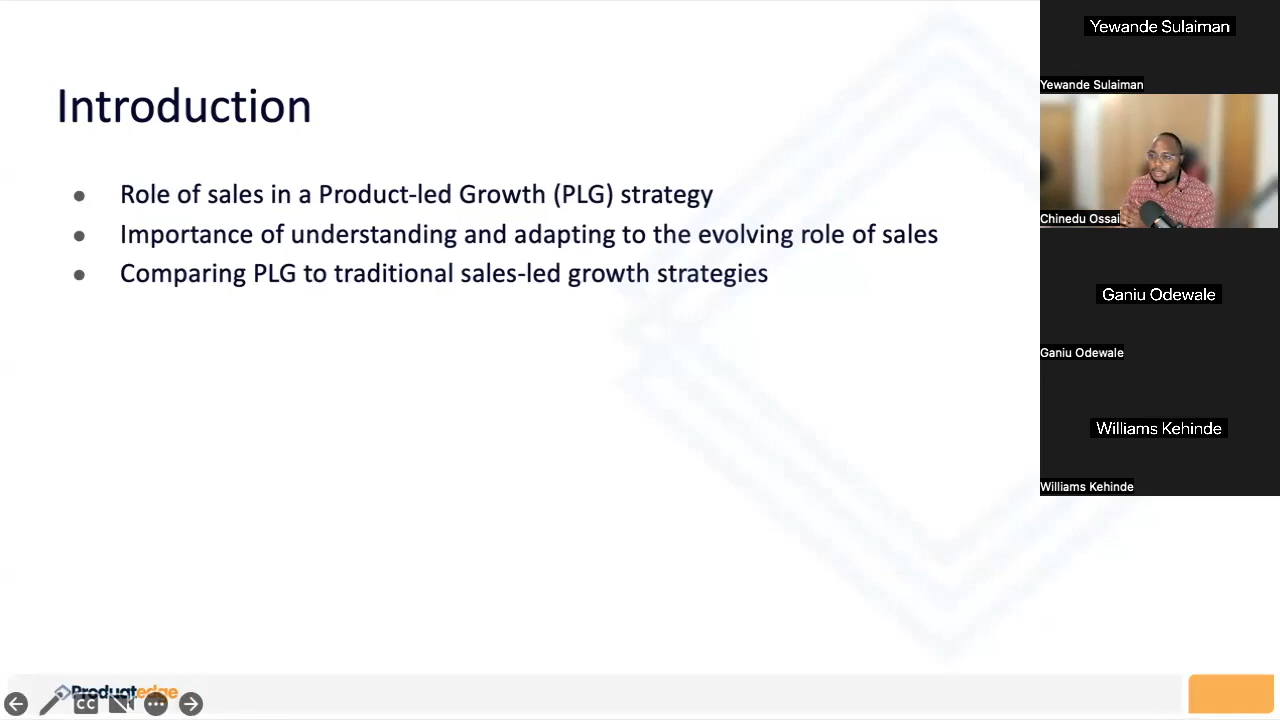 Introduction
● Role of sales in a Product-led Growth (PLG) strategy
● Importance of understanding and adapting to the evolving role of sales
● Comparing PLG to traditional sales-led growth strategies
Yewande Sulaiman
Yewande Sulaiman
Chinedu Ossai
Ganiu Odewale
Ganiu Odewale
Williams Kehinde
Williams Kehinde
Productedge
CC